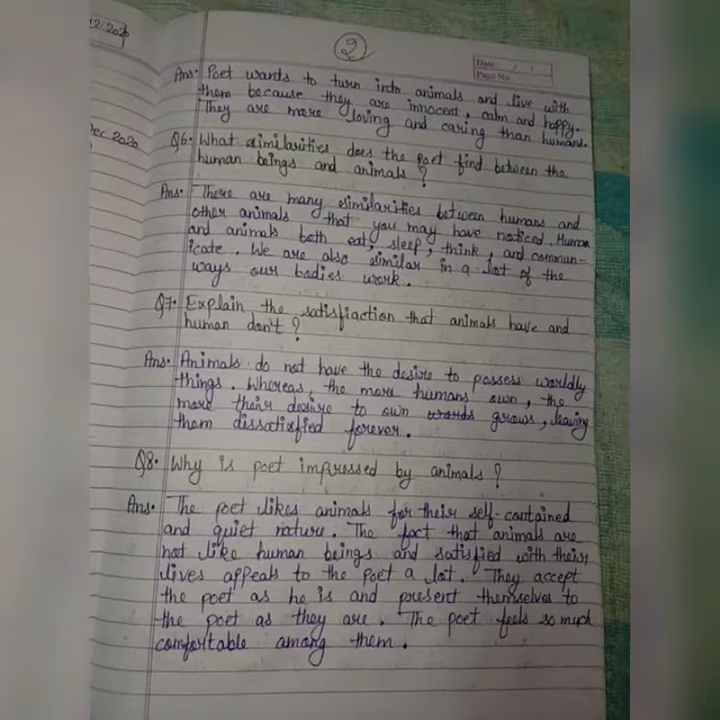 12/2020
2
Date / /
Page No.
Dec 2020
Ans. Poet wants to turn into animals and live with
them because they are innocent, calm and happy.
They are more loving and caring than humans.
Q6. What similarities does the poet find between the
human beings and animals?
Ans. There are many similarities between humans and
other animals that you may have noticed. Human
and animals both eat, sleep, think, and commun-
icate. We are also similar in a lot of the
ways our bodies work.
Q7. Explain the satisfiaction that animals have and
human don't?
Ans. Animals do not have the desire to possess worldly
things. Whereas, the more humans own, the
more their desire to own grows, leaving
them dissatisfied forever.
Q8. Why is poet impressed by animals?
Ans. The poet likes animals for their self-contained
and quiet nature. The fact that animals are
not like human beings and satisfied with their
lives appeals to the poet a lot. They accept
the poet as he is and present themselves to
the poet as they are. The poet feels so much
comfortable among them.